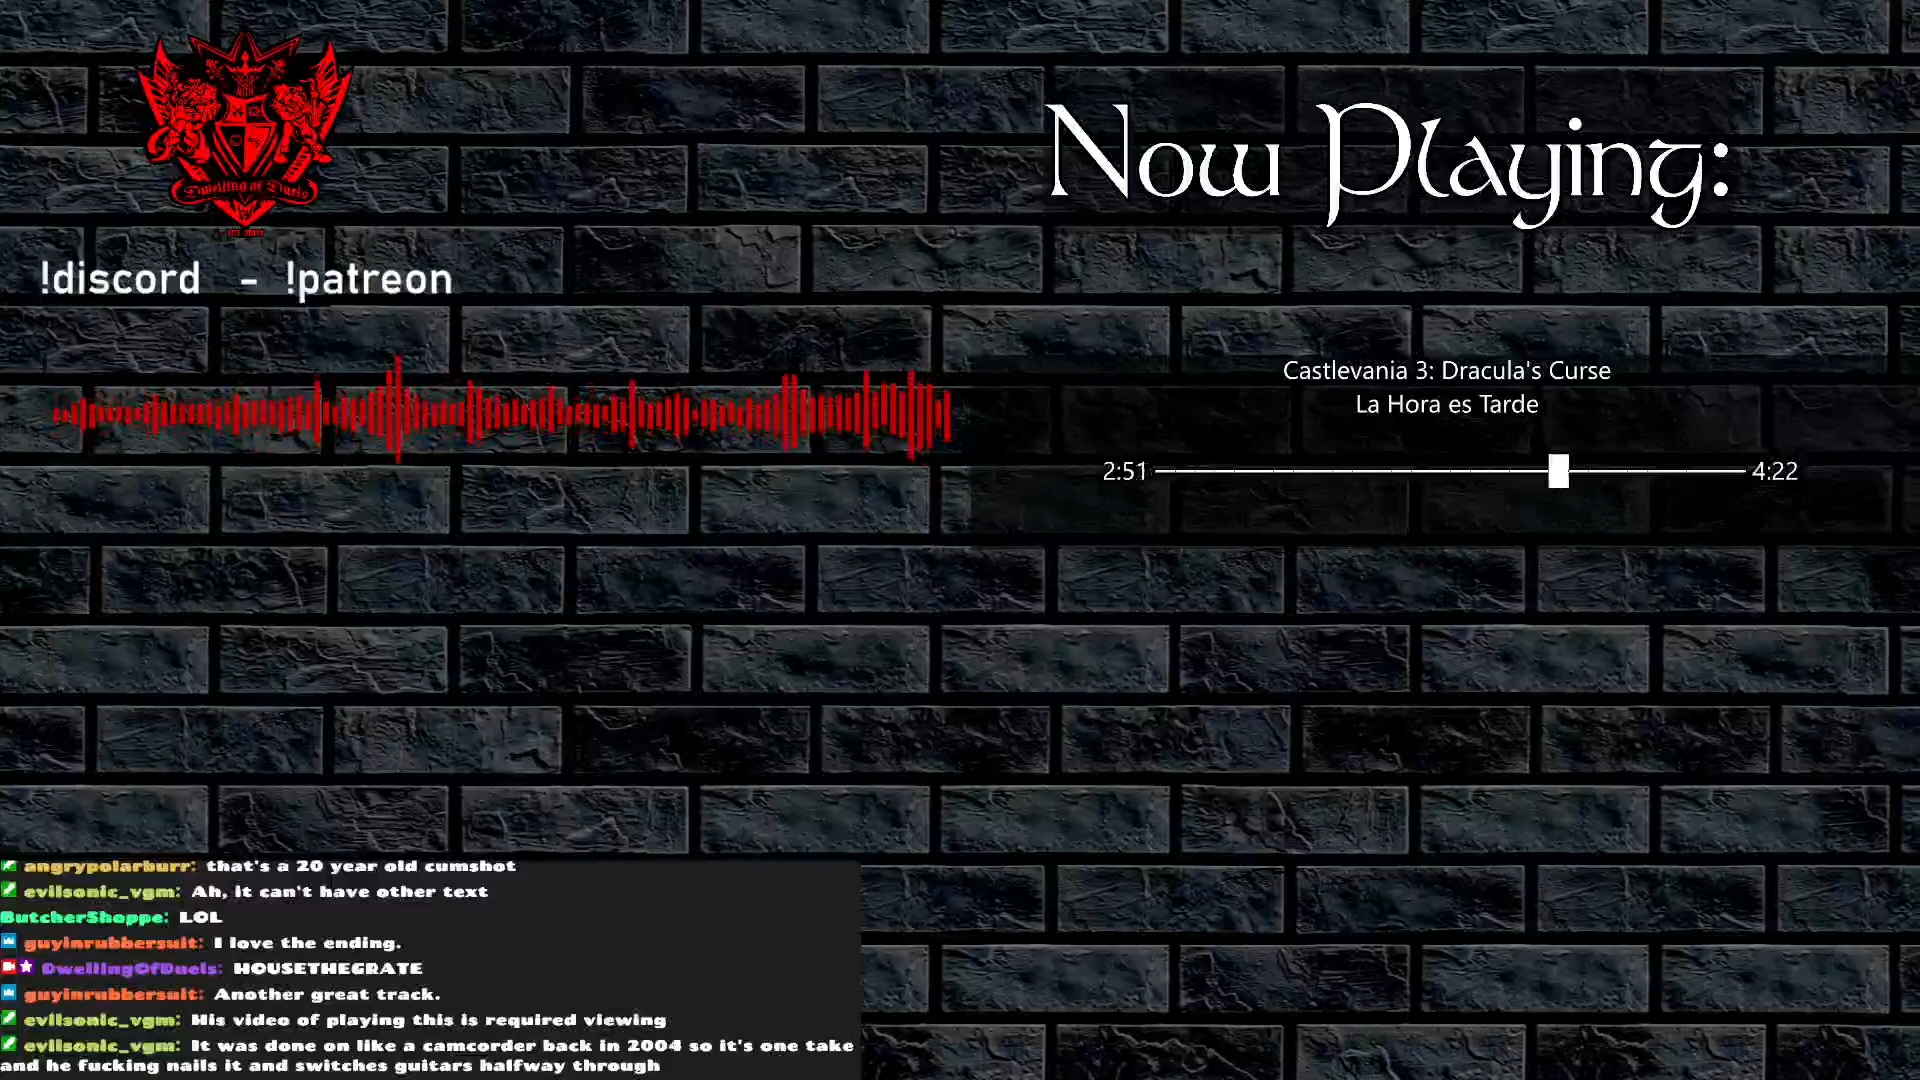 Dwelling of Duels
Now Playing:
!discord - !patreon
Castlevania 3: Dracula's Curse
La Hora es Tarde
2:51
4:22
angrypolarburr: that's a 20 year old cumshot
evilsonic_vgm: Ah, it can't have other text
ButcherShoppe: LOL
guyinrubbersuit: I love the ending.
DwellingOfDuels: HOUSETHEGRATE
guyinrubbersuit: Another great track.
evilsonic_vgm: His video of playing this is required viewing
evilsonic_vgm: It was done on like a camcorder back in 2004 so it's one take
and he fucking nails it and switches guitars halfway through